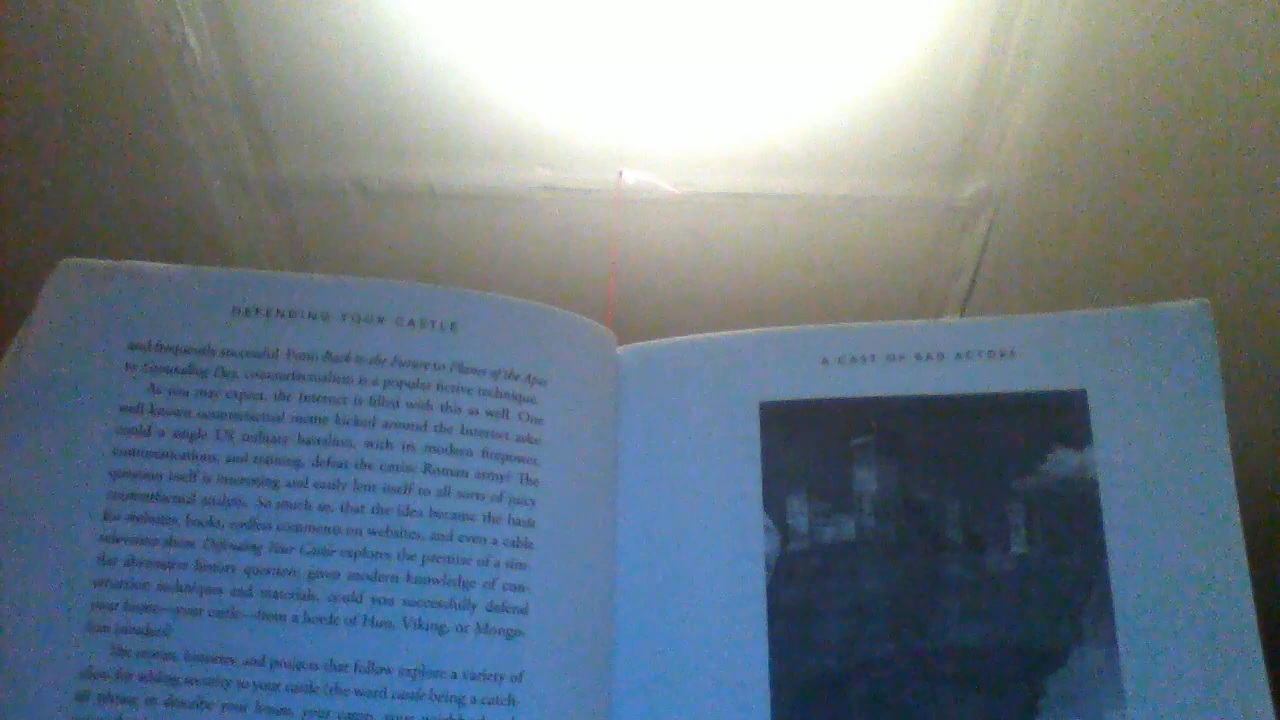 DEFENDING YOUR CASTLE
and frequently successful. From Back to the Future to Planet of the Apes
to Groundhog Day, counterfactualism is a popular fictive technique.
As you may expect, the Internet is filled with this as well. One
well-known counterfactual meme kicked around the Internet asks:
could a single US military battalion, with its modern firepower,
communications, and training, defeat the entire Roman army? The
question itself is interesting and easily lent itself to all sorts of juicy
counterfactual analysis. So much so, that the idea became the basis
for websites, books, endless comments on websites, and even a cable
television show. Defending Your Castle explores the premise of a sim-
ilar alternative history question: given modern knowledge of con-
struction techniques and materials, could you successfully defend
your house—your castle—from a horde of Hun, Viking, or Mongo-
lian invaders?
The stories, histories, and projects that follow explore a variety of
ideas for adding security to your castle (the word castle being a catch-
all phrase to describe your house, your
A CAST OF BAD ACTORS